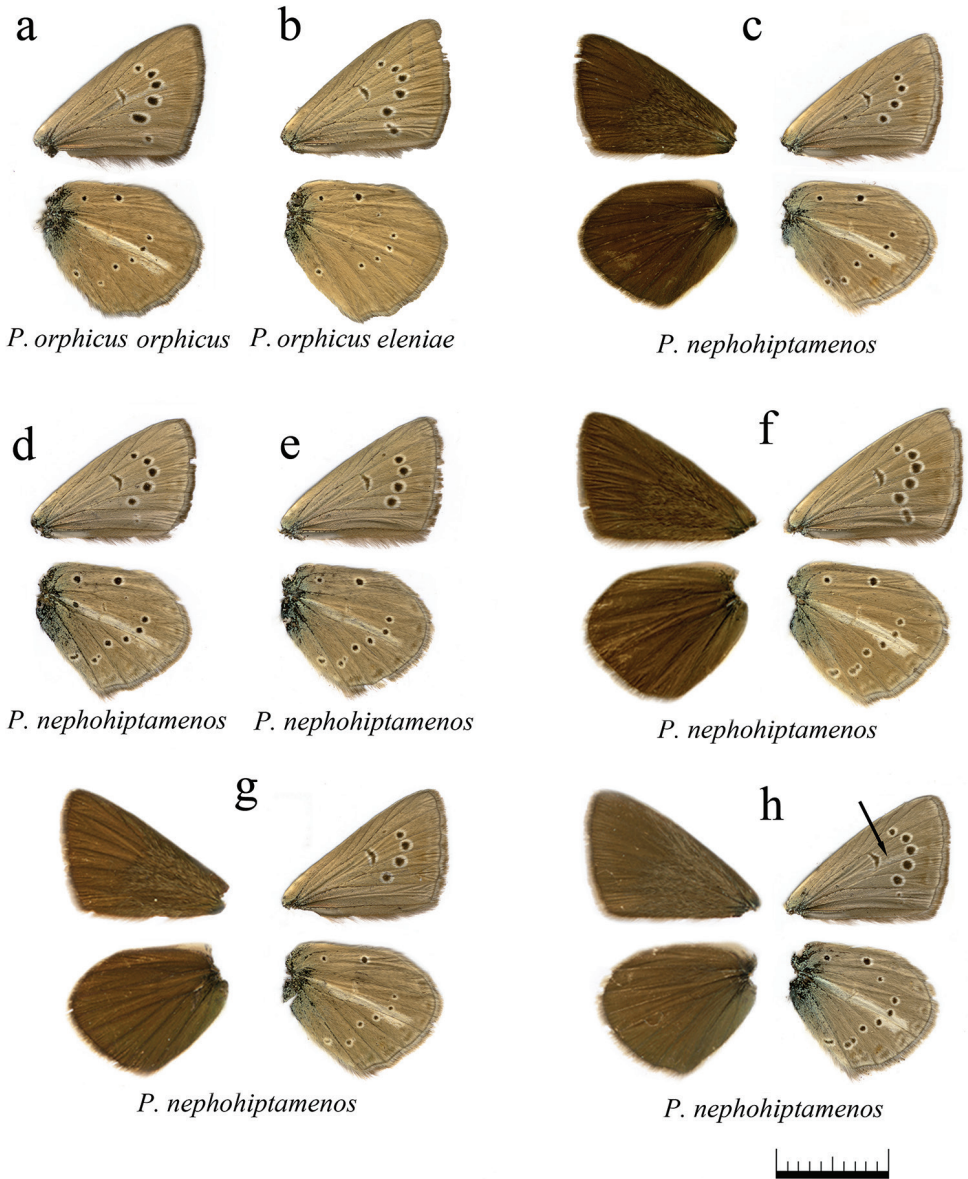 a
b
c
P. orphicus orphicus
P. orphicus eleniae
P. nephohiptamenos
d
e
f
P. nephohiptamenos
P. nephohiptamenos
P. nephohiptamenos
g
h
P. nephohiptamenos
P. nephohiptamenos